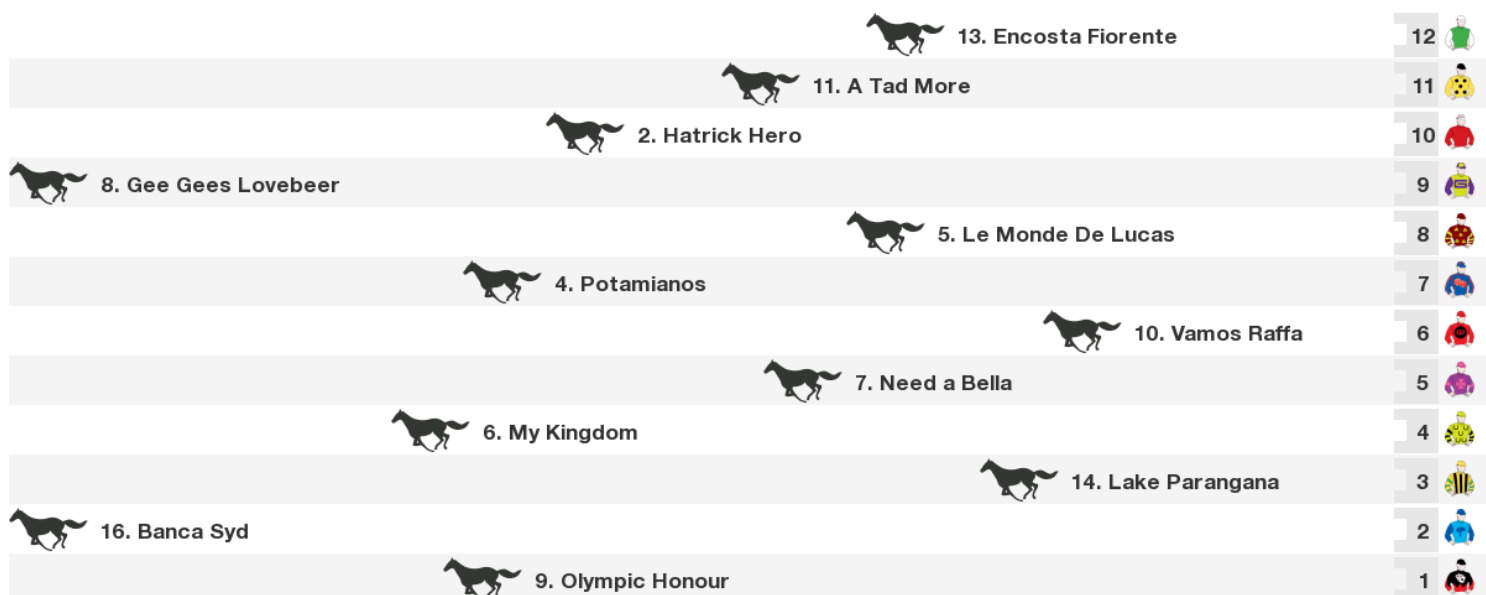 13. Encosta Fiorente 12
11. A Tad More 11
2. Hatrick Hero 10
8. Gee Gees Lovebeer 9
5. Le Monde De Lucas 8
4. Potamianos 7
10. Vamos Raffa 6
7. Need a Bella 5
6. My Kingdom 4
14. Lake Parangana 3
16. Banca Syd 2
9. Olympic Honour 1